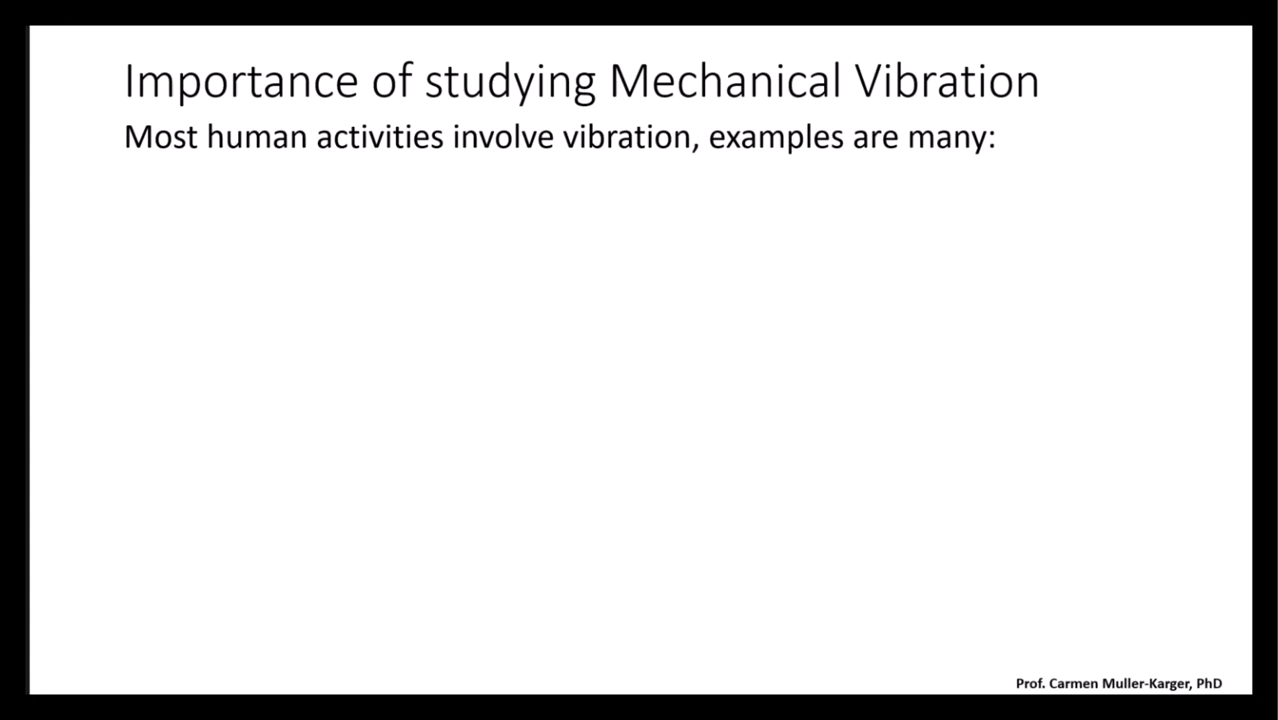 Importance of studying Mechanical Vibration
Most human activities involve vibration, examples are many:
Prof. Carmen Muller-Karger, PhD